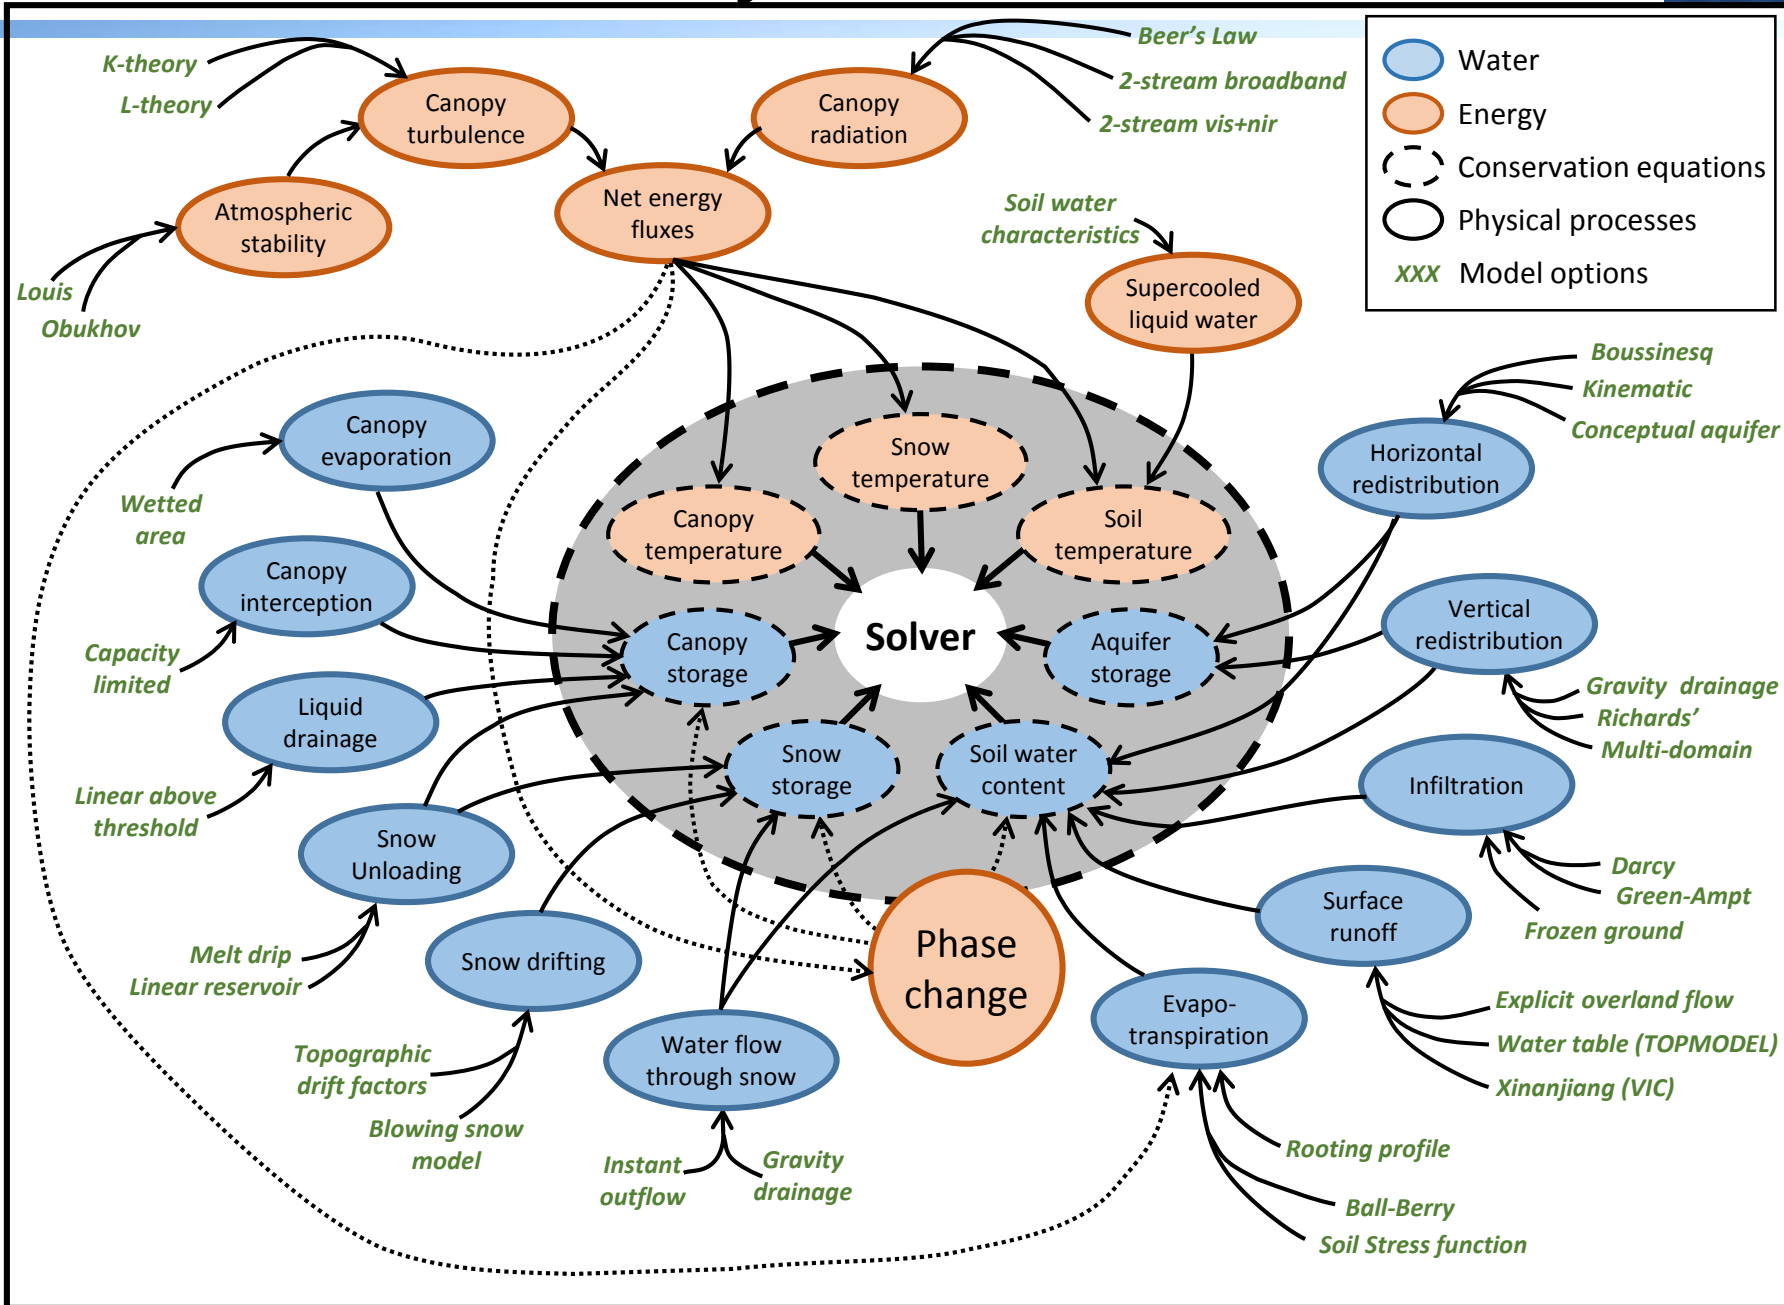 K-theory
L-theory
Canopy
turbulence
Canopy
radiation
Beer's Law
2-stream broadband
2-stream vis+nir
Water
Energy
Conservation equations
Physical processes
XXX Model options
Atmospheric
stability
Net energy
fluxes
Soil water
characteristics
Supercooled
liquid water
Louis
Obukhov
Boussinesq
Kinematic
Conceptual aquifer
Canopy
evaporation
Snow
temperature
Horizontal
redistribution
Wetted
area
Canopy
temperature
Soil
temperature
Canopy
interception
Vertical
redistribution
Capacity
limited
Canopy
storage
Solver
Aquifer
storage
Gravity drainage
Richards'
Multi-domain
Liquid
drainage
Snow
storage
Soil water
content
Infiltration
Linear above
threshold
Snow
Unloading
Darcy
Green-Ampt
Frozen ground
Surface
runoff
Melt drip
Linear reservoir
Snow drifting
Phase
change
Evapo-
transpiration
Explicit overland flow
Water table (TOPMODEL)
Xinanjiang (VIC)
Topographic
drift factors
Water flow
through snow
Blowing snow
model
Instant
outflow
Gravity
drainage
Rooting profile
Ball-Berry
Soil Stress function